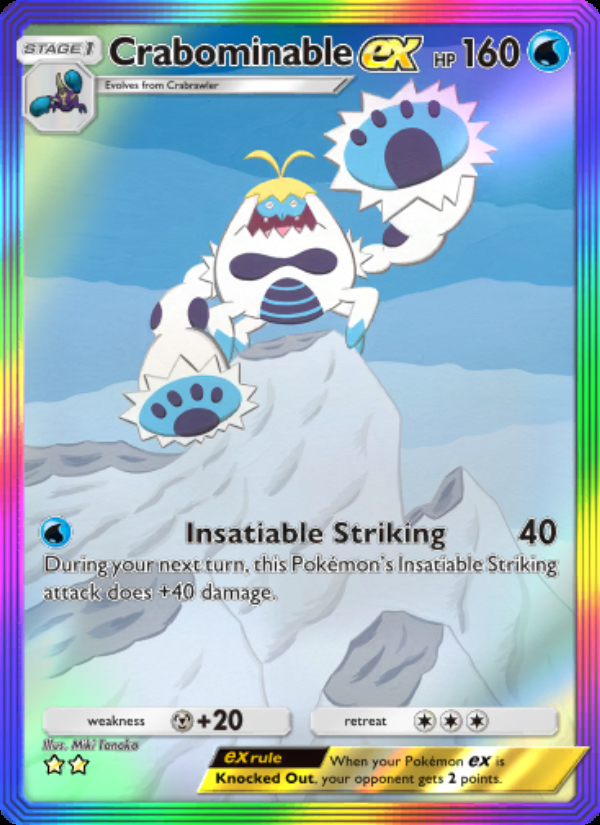 STAGE 1 Crabominable ex HP 160
Evolves from Crabrawler
Insatiable Striking 40
During your next turn, this Pokémon's Insatiable Striking
attack does +40 damage.
weakness +20 retreat
Illus. Miki Tanaka
ex rule When your Pokémon ex is
Knocked Out, your opponent gets 2 points.